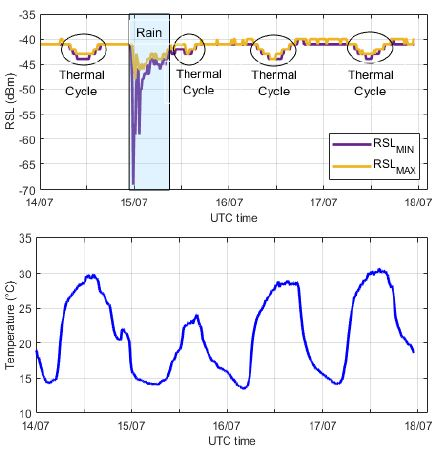 -35
-40
-45
-50
-55
-60
-65
-70
RSL (dBm)
Rain
Thermal
Cycle
Thermal
Cycle
Thermal
Cycle
Thermal
Cycle
RSLMIN
RSLMAX
14/07
15/07
16/07
17/07
18/07
UTC time
35
30
25
20
15
10
Temperature (°C)
14/07
15/07
16/07
17/07
18/07
UTC time